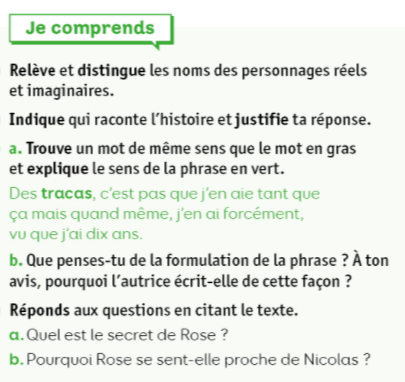 Je comprends
Relève et distingue les noms des personnages réels
et imaginaires.
Indique qui raconte l'histoire et justifie ta réponse.
a. Trouve un mot de même sens que le mot en gras
et explique le sens de la phrase en vert.
Des tracas, c'est pas que j'en aie tant que
ça mais quand même, j'en ai forcément,
vu que j'ai dix ans.
b. Que penses-tu de la formulation de la phrase ? À ton
avis, pourquoi l'autrice écrit-elle de cette façon ?
Réponds aux questions en citant le texte.
a. Quel est le secret de Rose ?
b. Pourquoi Rose se sent-elle proche de Nicolas ?